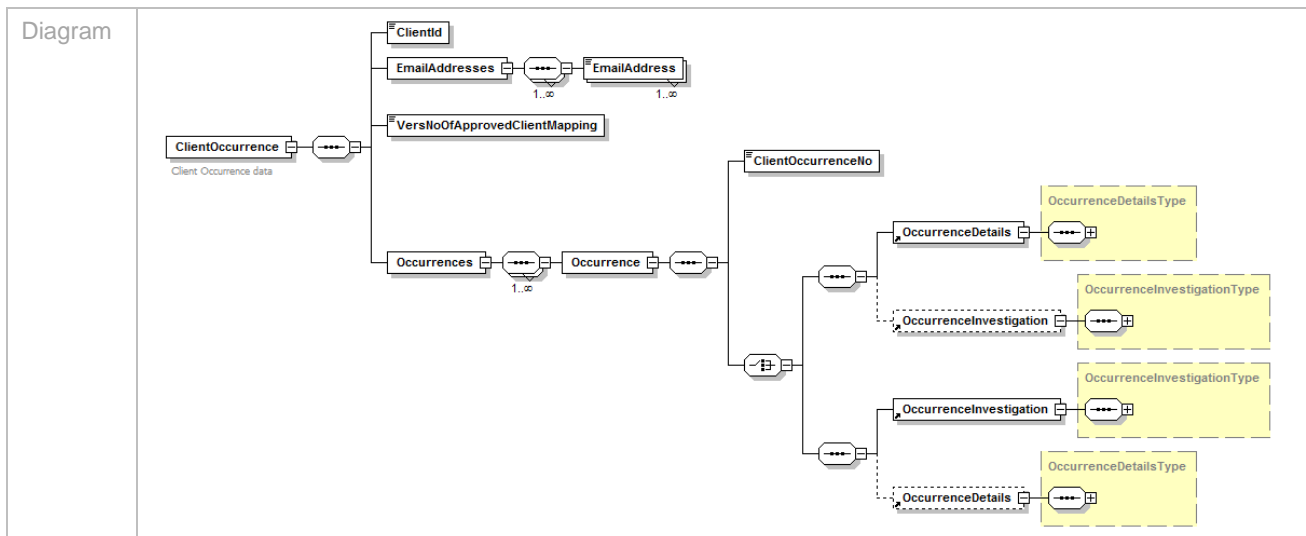 Diagram
ClientId
EmailAddresses
EmailAddress
1..∞
1..∞
VersNoOfApprovedClientMapping
ClientOccurrence
Client Occurrence data
ClientOccurrenceNo
OccurrenceDetailsType
OccurrenceDetails
Occurrences
Occurrence
1..∞
OccurrenceInvestigationType
OccurrenceInvestigation
OccurrenceInvestigationType
OccurrenceInvestigation
OccurrenceDetailsType
OccurrenceDetails